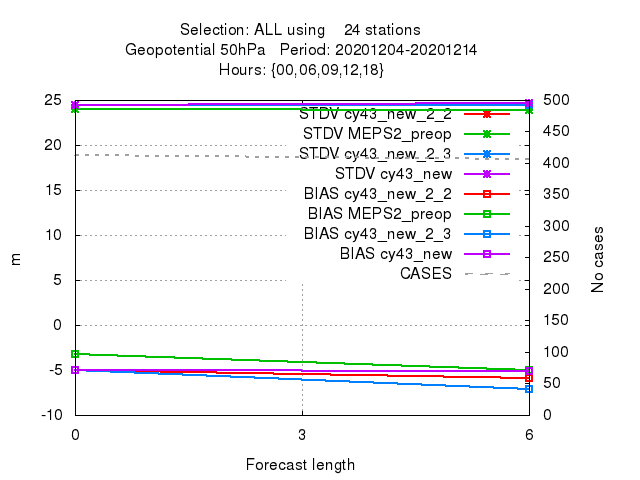 Selection: ALL using    24 stations
Geopotential 50hPa   Period: 20201204-20201214
Hours: {00,06,09,12,18}
25
20
15
10
5
0
-5
-10
m
500
450
400
350
300
250
200
150
100
50
0
No cases
STDV cy43_new_2_2
STDV MEPS2_preop
STDV cy43_new_2_3
STDV cy43_new
BIAS cy43_new_2_2
BIAS MEPS2_preop
BIAS cy43_new_2_3
BIAS cy43_new
CASES
0 3 6
Forecast length